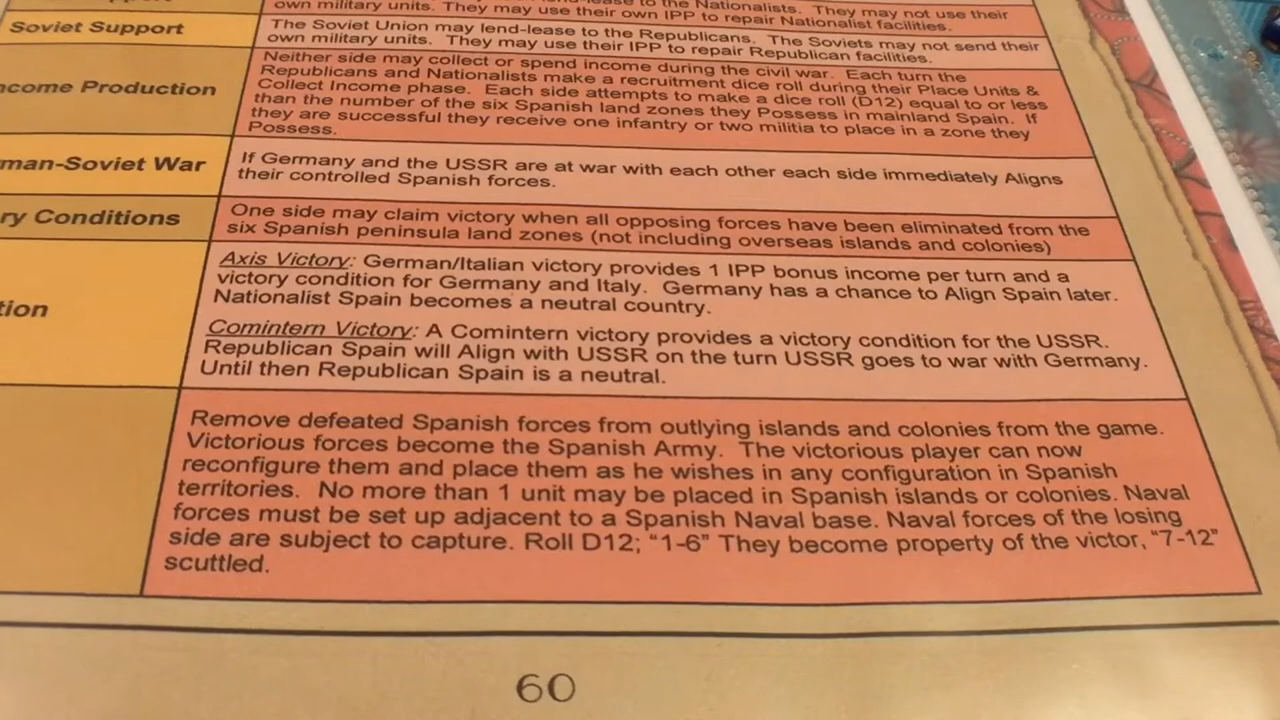 to the Nationalists. They may not use their
own military units. They may use their own IPP to repair Nationalist facilities.
Soviet Support
The Soviet Union may lend-lease to the Republicans. The Soviets may not send their
own military units. They may use their IPP to repair Republican facilities.
ncome Production
Neither side may collect or spend income during the civil war. Each turn the
Republicans and Nationalists make a recruitment dice roll during their Place Units &
Collect Income phase. Each side attempts to make a dice roll (D12) equal to or less
than the number of the six Spanish land zones they Possess in mainland Spain. If
they are successful they receive one infantry or two militia to place in a zone they
Possess.
man-Soviet War
If Germany and the USSR are at war with each other each side immediately Aligns
their controlled Spanish forces.
ry Conditions
One side may claim victory when all opposing forces have been eliminated from the
six Spanish peninsula land zones (not including overseas islands and colonies)
tion
Axis Victory: German/Italian victory provides 1 IPP bonus income per turn and a
victory condition for Germany and Italy. Germany has a chance to Align Spain later.
Nationalist Spain becomes a neutral country.
Comintern Victory: A Comintern victory provides a victory condition for the USSR.
Republican Spain will Align with USSR on the turn USSR goes to war with Germany.
Until then Republican Spain is a neutral.
Remove defeated Spanish forces from outlying islands and colonies from the game.
Victorious forces become the Spanish Army. The victorious player can now
reconfigure them and place them as he wishes in any configuration in Spanish
territories. No more than 1 unit may be placed in Spanish islands or colonies. Naval
forces must be set up adjacent to a Spanish Naval base. Naval forces of the losing
side are subject to capture. Roll D12; “1-6” They become property of the victor, “7-12”
scuttled.
60